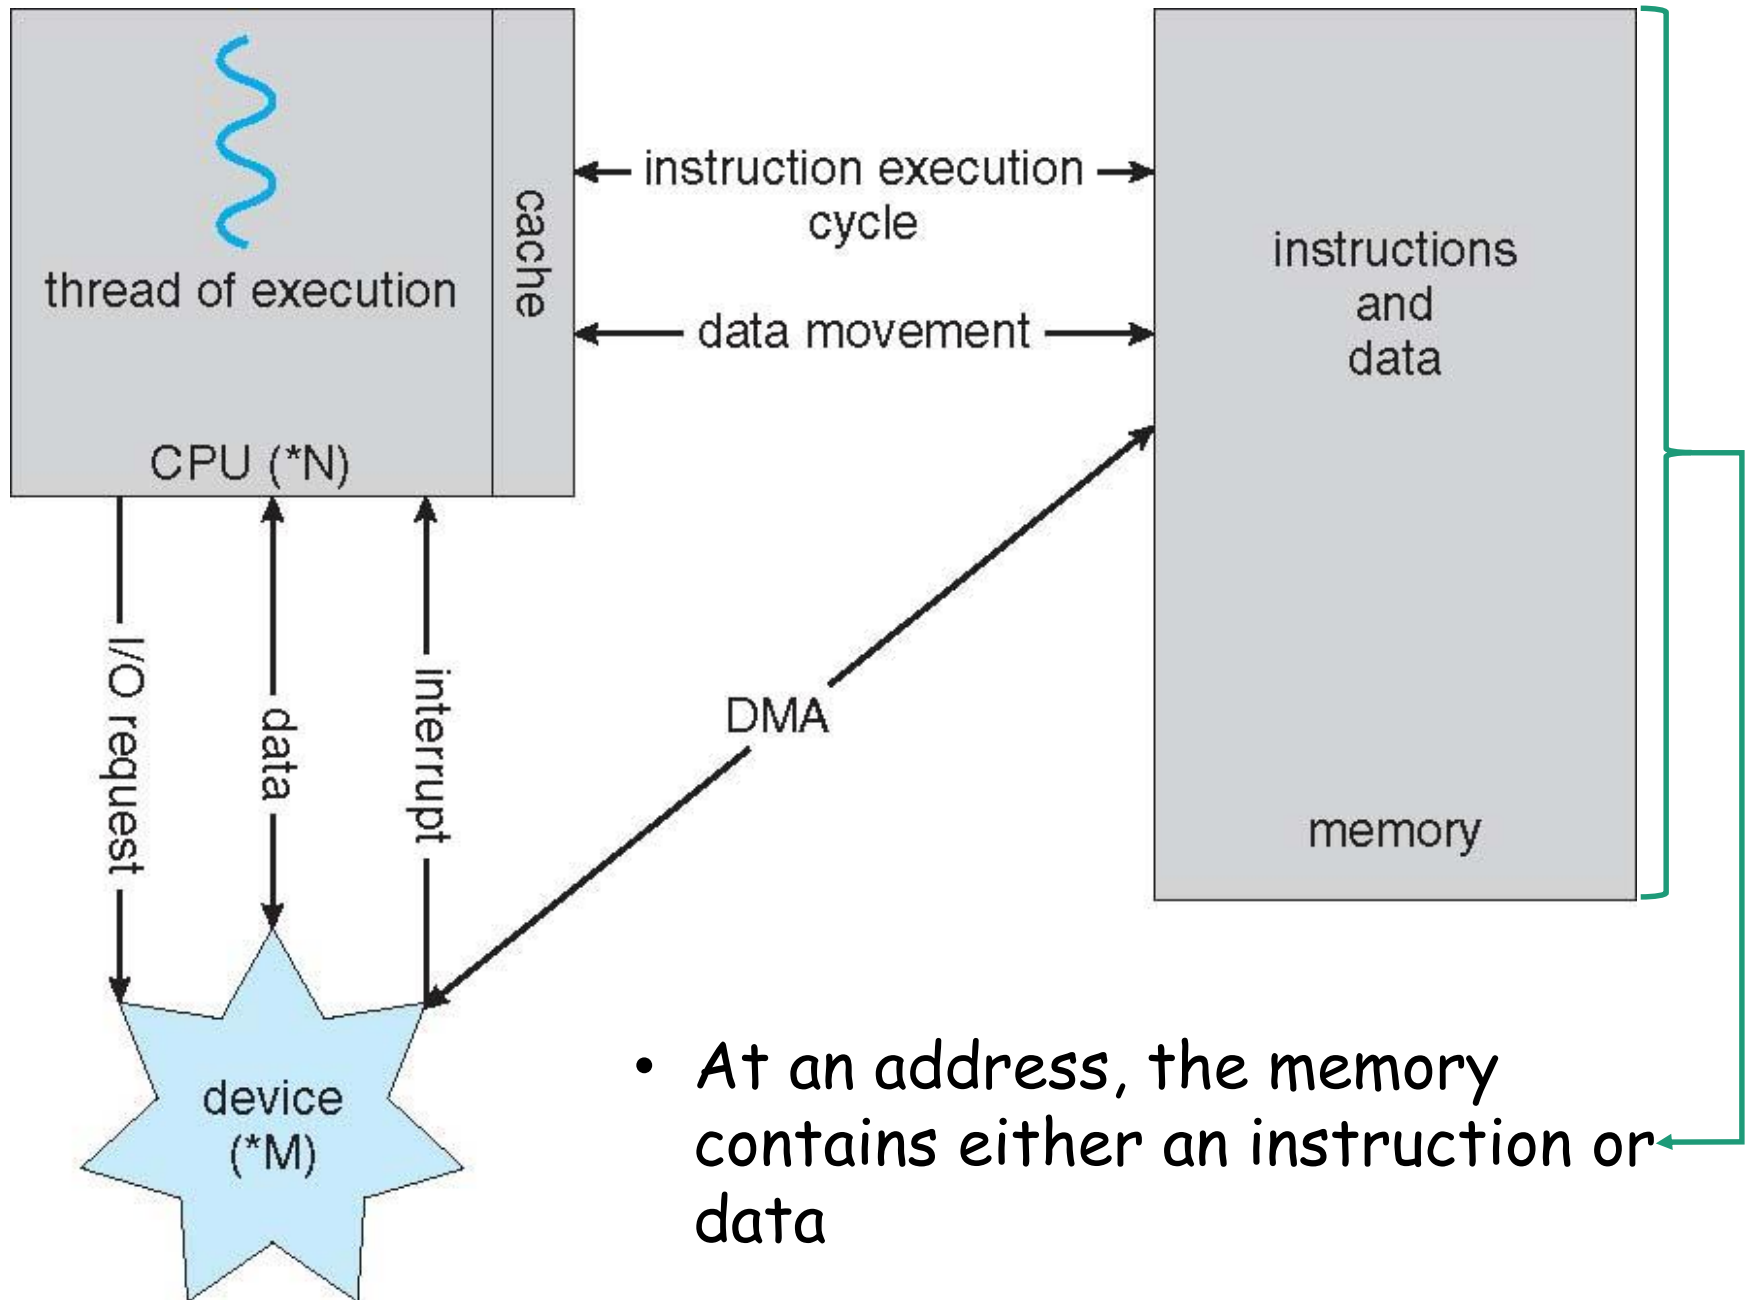 thread of execution
CPU (*N)
cache
instruction execution
cycle
data movement
instructions
and
data
memory
I/O request
data
interrupt
DMA
device
(*M)
• At an address, the memory
contains either an instruction or
data